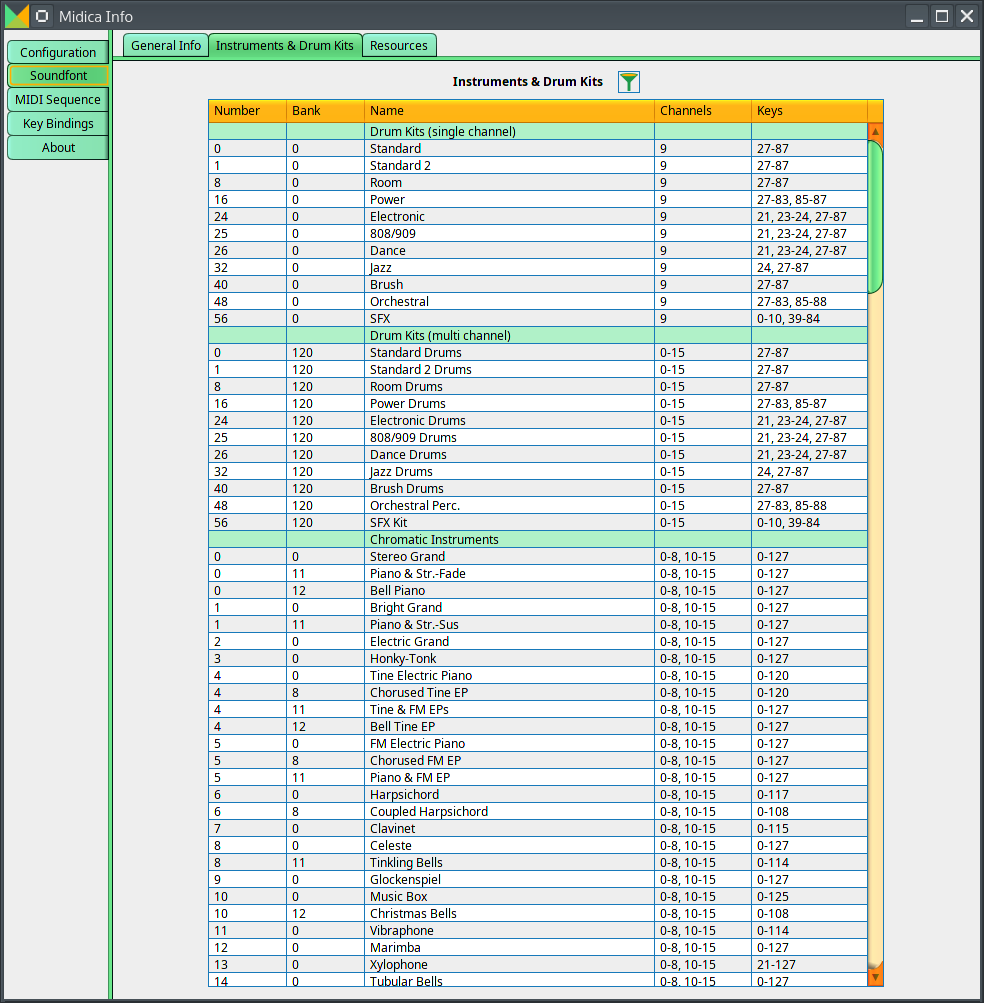 Midica Info
Configuration
Soundfont
MIDI Sequence
Key Bindings
About
General Info Instruments & Drum Kits Resources
Instruments & Drum Kits
Number Bank Name Channels Keys
Drum Kits (single channel)
0 0 Standard 9 27-87
1 0 Standard 2 9 27-87
8 0 Room 9 27-87
16 0 Power 9 27-83, 85-87
24 0 Electronic 9 21, 23-24, 27-87
25 0 808/909 9 21, 23-24, 27-87
26 0 Dance 9 21, 23-24, 27-87
32 0 Jazz 9 24, 27-87
40 0 Brush 9 27-87
48 0 Orchestral 9 27-83, 85-88
56 0 SFX 9 0-10, 39-84
Drum Kits (multi channel)
0 120 Standard Drums 0-15 27-87
1 120 Standard 2 Drums 0-15 27-87
8 120 Room Drums 0-15 27-87
16 120 Power Drums 0-15 27-83, 85-87
24 120 Electronic Drums 0-15 21, 23-24, 27-87
25 120 808/909 Drums 0-15 21, 23-24, 27-87
26 120 Dance Drums 0-15 21, 23-24, 27-87
32 120 Jazz Drums 0-15 24, 27-87
40 120 Brush Drums 0-15 27-87
48 120 Orchestral Perc. 0-15 27-83, 85-88
56 120 SFX Kit 0-15 0-10, 39-84
Chromatic Instruments
0 0 Stereo Grand 0-8, 10-15 0-127
0 11 Piano & Str.-Fade 0-8, 10-15 0-127
0 12 Bell Piano 0-8, 10-15 0-127
1 0 Bright Grand 0-8, 10-15 0-127
1 11 Piano & Str.-Sus 0-8, 10-15 0-127
2 0 Electric Grand 0-8, 10-15 0-127
3 0 Honky-Tonk 0-8, 10-15 0-127
4 0 Tine Electric Piano 0-8, 10-15 0-120
4 8 Chorused Tine EP 0-8, 10-15 0-120
4 11 Tine & FM EPs 0-8, 10-15 0-127
4 12 Bell Tine EP 0-8, 10-15 0-127
5 0 FM Electric Piano 0-8, 10-15 0-127
5 8 Chorused FM EP 0-8, 10-15 0-127
5 11 Piano & FM EP 0-8, 10-15 0-127
6 0 Harpsichord 0-8, 10-15 0-117
6 8 Coupled Harpsichord 0-8, 10-15 0-108
7 0 Clavinet 0-8, 10-15 0-115
8 0 Celeste 0-8, 10-15 0-127
8 11 Tinkling Bells 0-8, 10-15 0-114
9 0 Glockenspiel 0-8, 10-15 0-127
10 0 Music Box 0-8, 10-15 0-125
10 12 Christmas Bells 0-8, 10-15 0-108
11 0 Vibraphone 0-8, 10-15 0-114
12 0 Marimba 0-8, 10-15 0-127
13 0 Xylophone 0-8, 10-15 21-127
14 0 Tubular Bells 0-8, 10-15 0-127